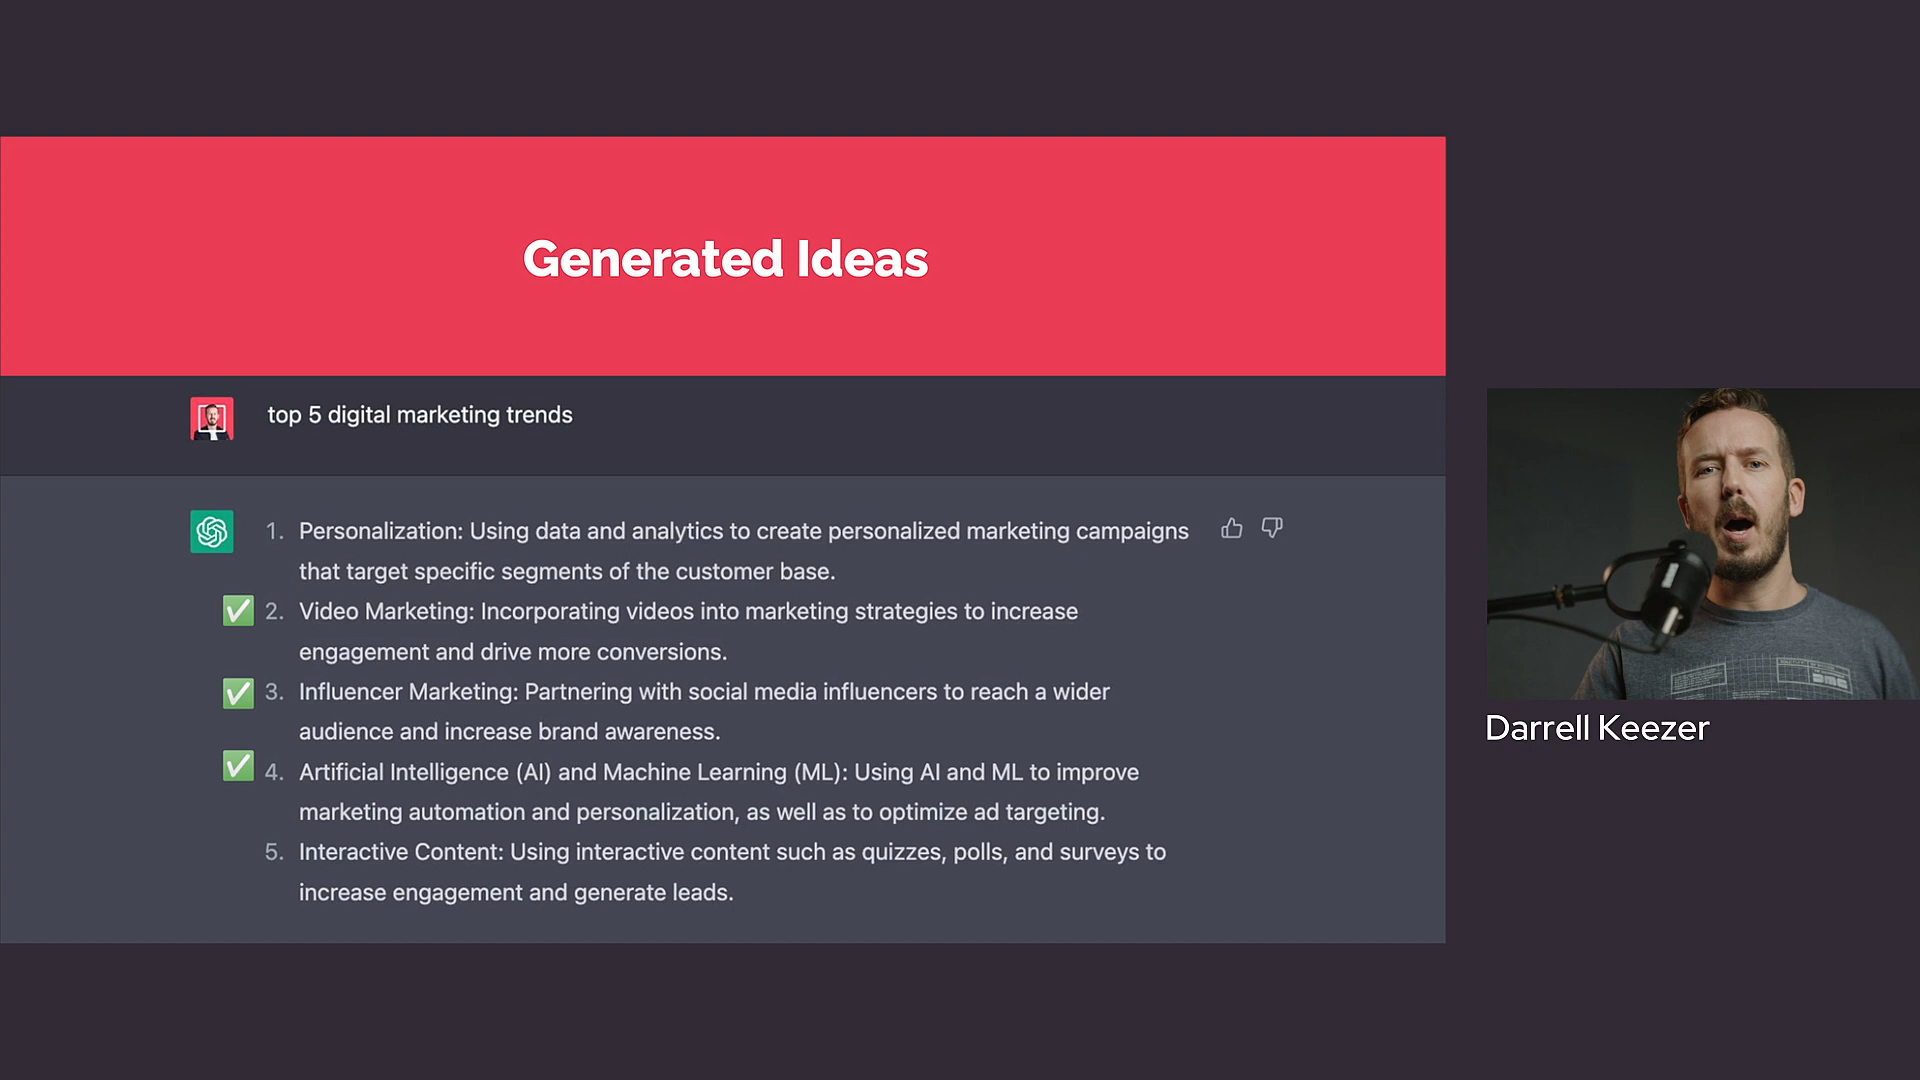 Generated Ideas
top 5 digital marketing trends
1. Personalization: Using data and analytics to create personalized marketing campaigns
that target specific segments of the customer base.
✅ 2. Video Marketing: Incorporating videos into marketing strategies to increase
engagement and drive more conversions.
✅ 3. Influencer Marketing: Partnering with social media influencers to reach a wider
audience and increase brand awareness.
✅ 4. Artificial Intelligence (AI) and Machine Learning (ML): Using AI and ML to improve
marketing automation and personalization, as well as to optimize ad targeting.
5. Interactive Content: Using interactive content such as quizzes, polls, and surveys to
increase engagement and generate leads.
Darrell Keezer